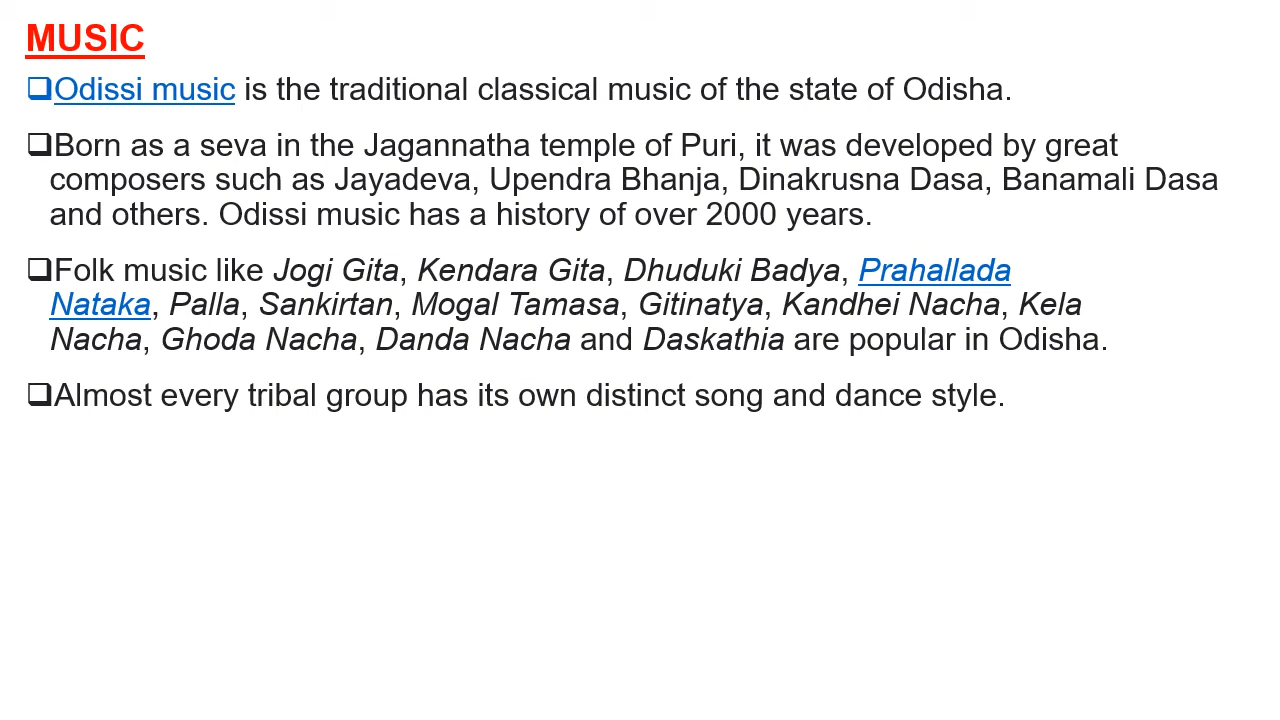 MUSIC
❑Odissi music is the traditional classical music of the state of Odisha.
❑Born as a seva in the Jagannatha temple of Puri, it was developed by great
composers such as Jayadeva, Upendra Bhanja, Dinakrusna Dasa, Banamali Dasa
and others. Odissi music has a history of over 2000 years.
❑Folk music like Jogi Gita, Kendara Gita, Dhuduki Badya, Prahallada
Nataka, Palla, Sankirtan, Mogal Tamasa, Gitinatya, Kandhei Nacha, Kela
Nacha, Ghoda Nacha, Danda Nacha and Daskathia are popular in Odisha.
❑Almost every tribal group has its own distinct song and dance style.